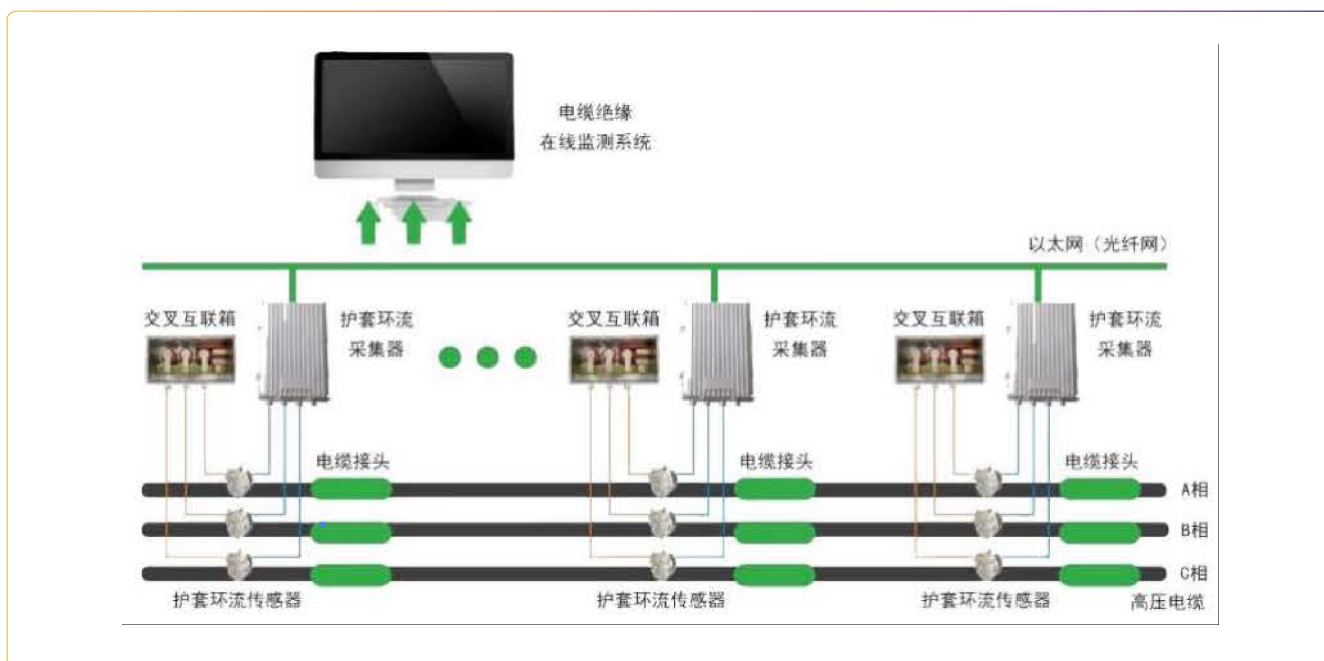 电缆绝缘
在线监测系统
以太网（光纤网）
交叉互联箱
护套环流
采集器
交叉互联箱
护套环流
采集器
交叉互联箱
护套环流
采集器
电缆接头
电缆接头
电缆接头
A相
B相
C相
护套环流传感器
护套环流传感器
护套环流传感器
高压电缆